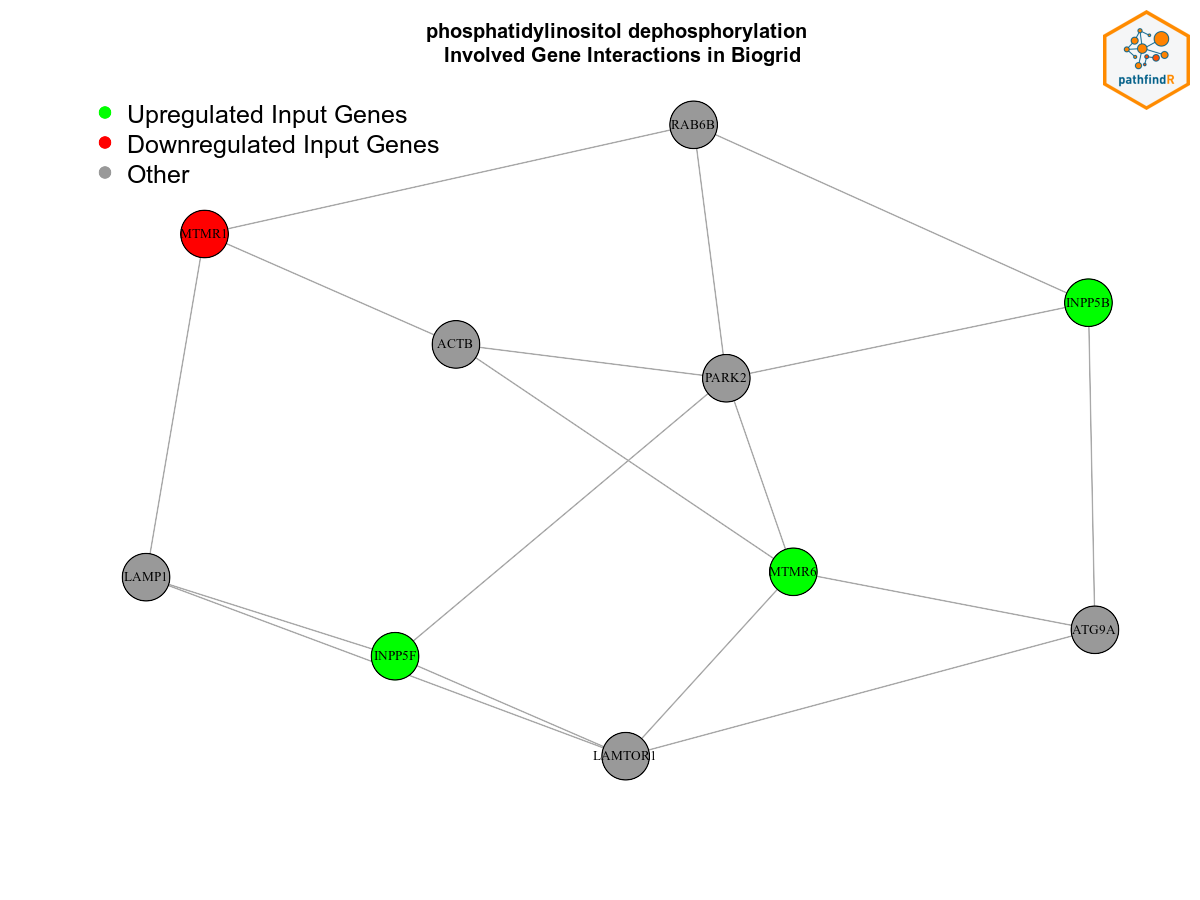 phosphatidylinositol dephosphorylation
Involved Gene Interactions in Biogrid
pathfindR
Upregulated Input Genes
Downregulated Input Genes
Other
RAB6B
MTMR1
INPP5B
ACTB
PARK2
MTMR6
LAMP1
ATG9A
INPP5F
LAMTOR1